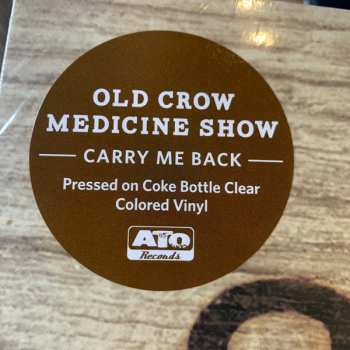 OLD CROW
MEDICINE SHOW
CARRY ME BACK
Pressed on Coke Bottle Clear
Colored Vinyl
ATO
Records